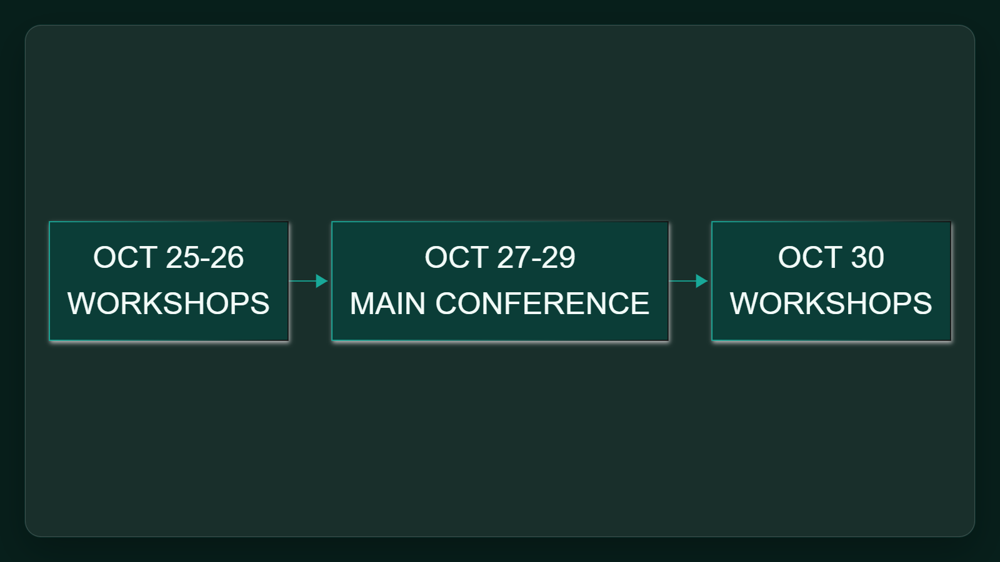 OCT 25-26
WORKSHOPS
OCT 27-29
MAIN CONFERENCE
OCT 30
WORKSHOPS